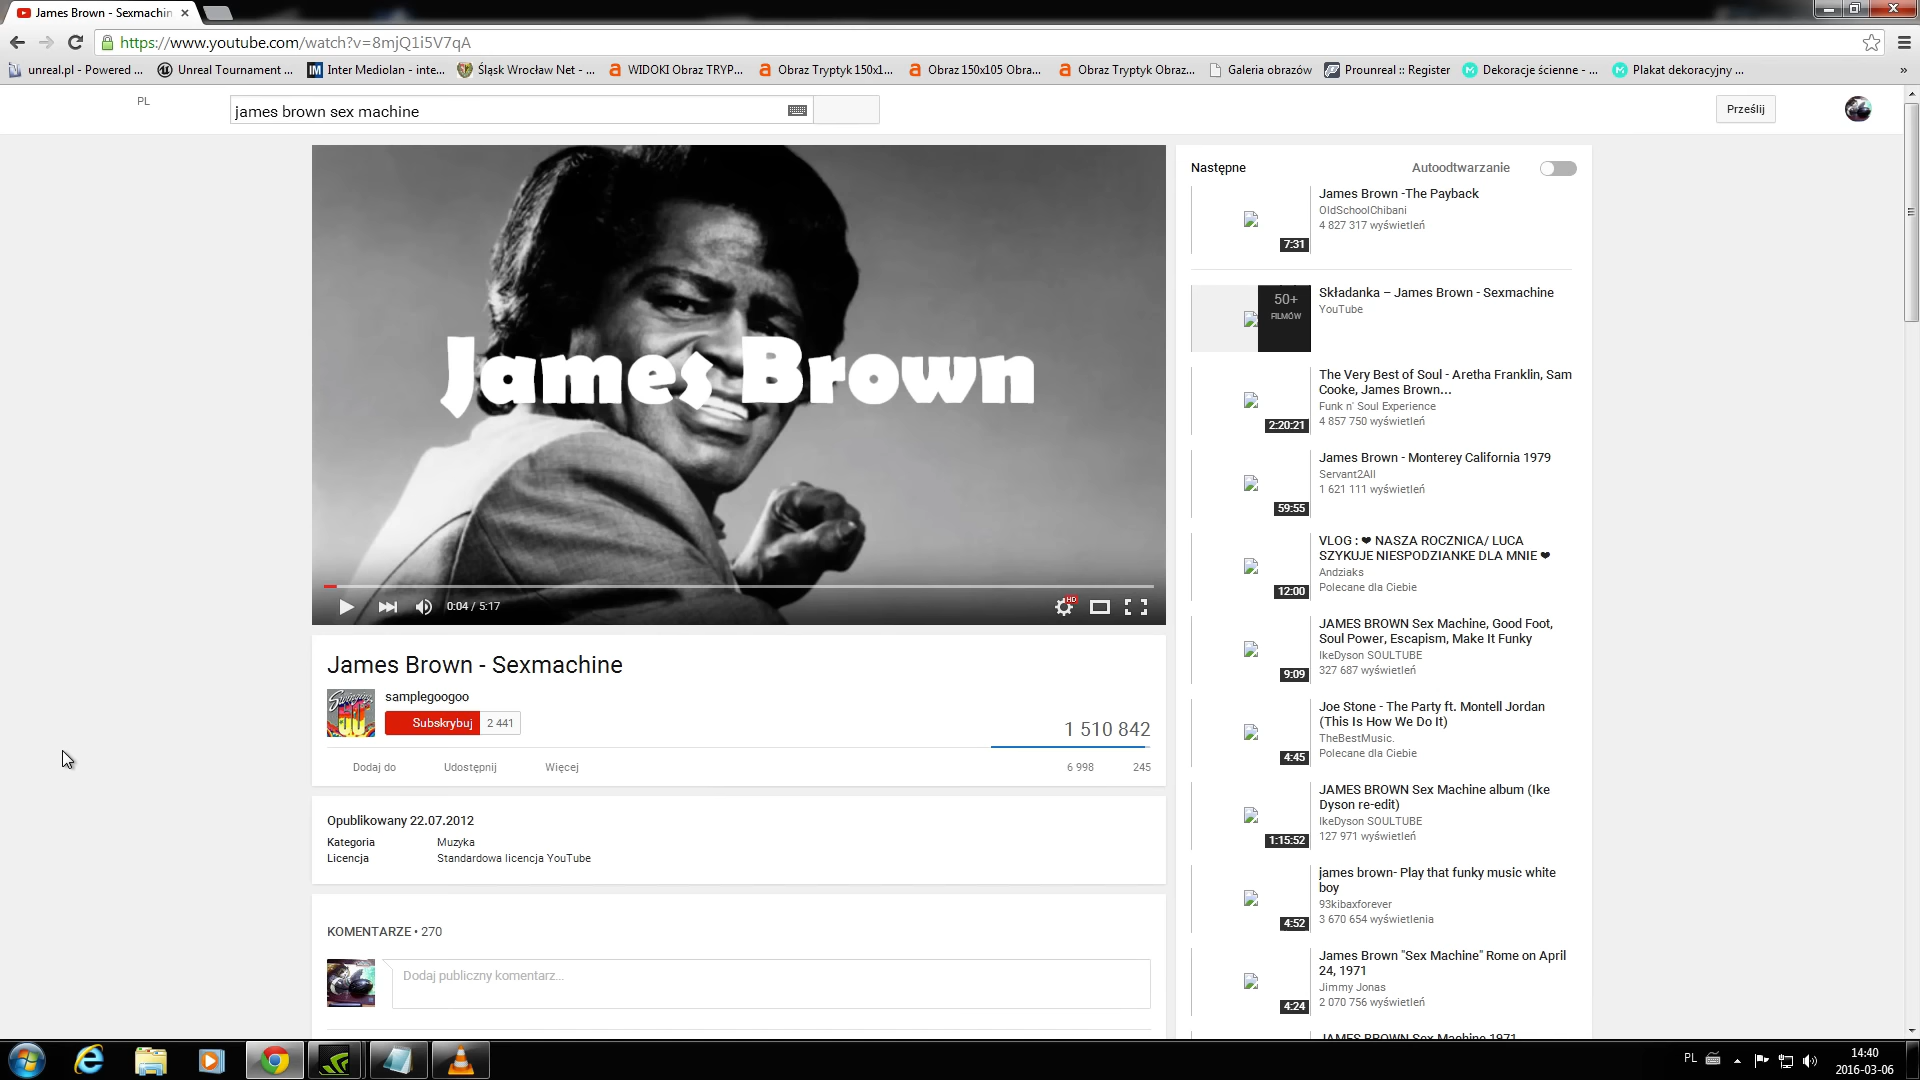 James Brown - Sexmachin
https://www.youtube.com/watch?v=8mjQ1i5V7qA
unreal.pl - Powered ...
Unreal Tournament ...
IM
Inter Mediolan - inte...
Śląsk Wrocław Net - ...
WIDOKI Obraz TRYP...
Obraz Tryptyk 150x1...
Obraz 150x105 Obra...
Obraz Tryptyk Obraz...
Galeria obrazów
Prounreal :: Register
Dekoracje ścienne - ...
Plakat dekoracyjny ...
PL
james brown sex machine
Prześlij
James Brown
0:04 / 5:17
HD
James Brown - Sexmachine
samplegoogoo
Subskrybuj 2 441
1 510 842
Dodaj do
Udostępnij
Więcej
6 998
245
Opublikowany 22.07.2012
Kategoria Muzyka
Licencja Standardowa licencja YouTube
KOMENTARZE • 270
Dodaj publiczny komentarz...
Następne
Autoodtwarzanie
James Brown -The Payback
OldSchoolChibani
4 827 317 wyświetleń
7:31
50+
FILMÓW
Składanka – James Brown - Sexmachine
YouTube
The Very Best of Soul - Aretha Franklin, Sam
Cooke, James Brown...
Funk n' Soul Experience
4 857 750 wyświetleń
2:20:21
James Brown - Monterey California 1979
Servant2All
1 621 111 wyświetleń
59:55
VLOG : ❤ NASZA ROCZNICA/ LUCA
SZYKUJE NIESPODZIANKE DLA MNIE ❤
Andziaks
Polecane dla Ciebie
12:00
JAMES BROWN Sex Machine, Good Foot,
Soul Power, Escapism, Make It Funky
IkeDyson SOULTUBE
327 687 wyświetleń
9:09
Joe Stone - The Party ft. Montell Jordan
(This Is How We Do It)
TheBestMusic.
Polecane dla Ciebie
4:45
JAMES BROWN Sex Machine album (Ike
Dyson re-edit)
IkeDyson SOULTUBE
127 971 wyświetleń
1:15:52
james brown- Play that funky music white
boy
93kibaxforever
3 670 654 wyświetlenia
4:52
James Brown "Sex Machine" Rome on April
24, 1971
Jimmy Jonas
2 070 756 wyświetleń
4:24
JAMES BROWN Sex Machine 1971
PL
14:40
2016-03-06